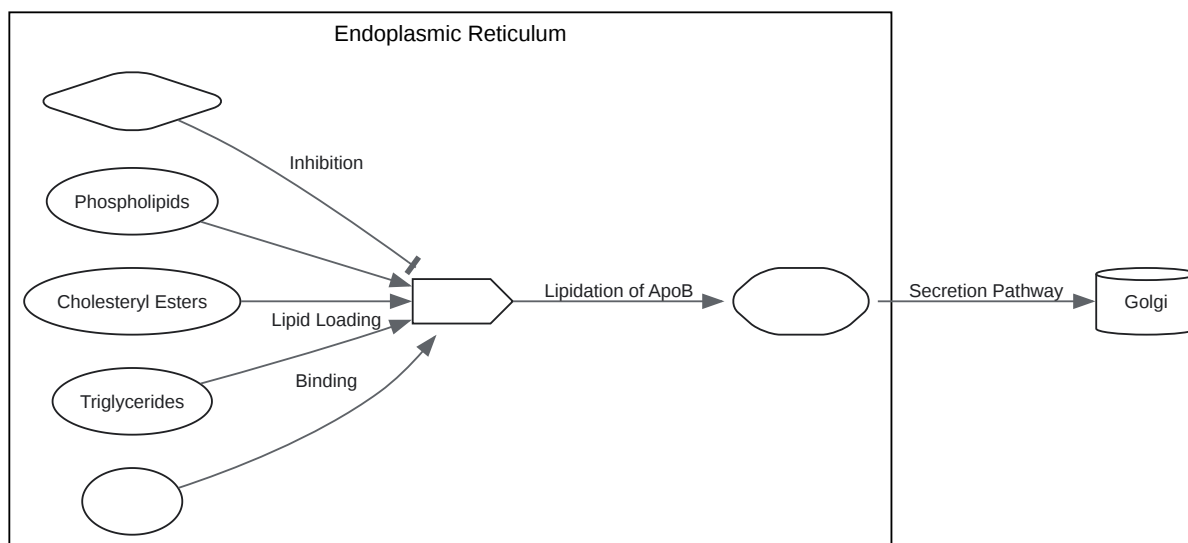 Endoplasmic Reticulum
Inhibition
Phospholipids
Cholesteryl Esters
Lipid Loading
Lipidation of ApoB
Secretion Pathway
Golgi
Binding
Triglycerides